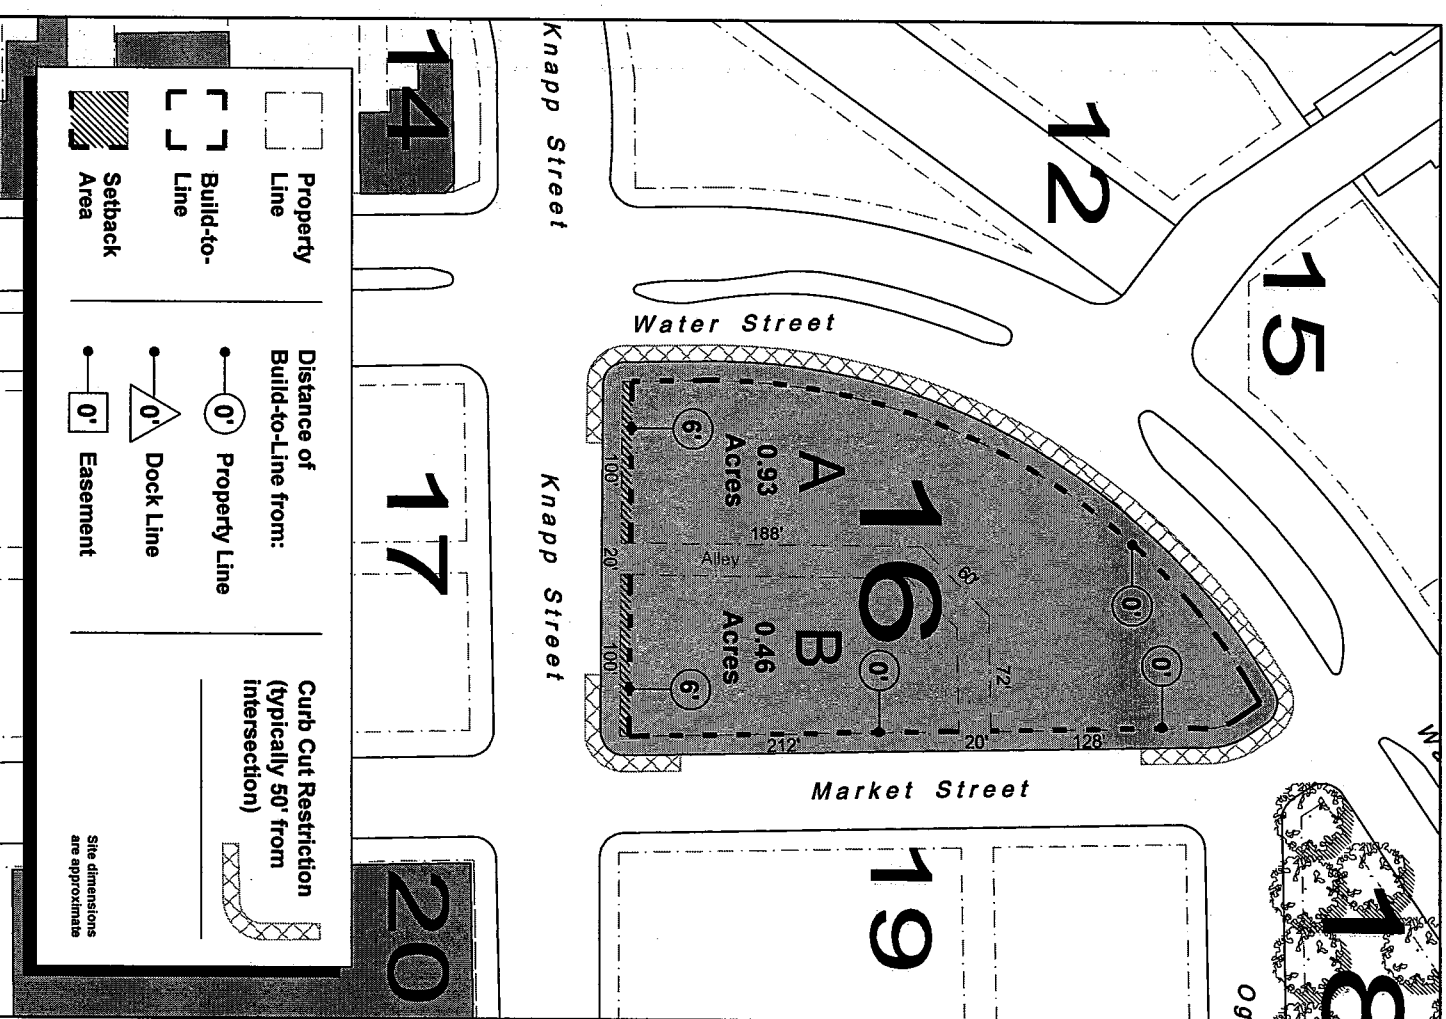 Knapp Street
14
12
15
Water Street
16
A
0.93
Acres
6'
100'
188'
Alley
20'
60'
0'
0'
B
0.46
Acres
0'
72'
6'
100'
212'
20'
128'
Knapp Street
17
Market Street
19
18
20
Og
Property
Line
Build-to-
Line
Setback
Area
Distance of
Build-to-Line from:
0' Property Line
0' Dock Line
0' Easement
Curb Cut Restriction
(typically 50' from
intersection)
Site dimensions
are approximate